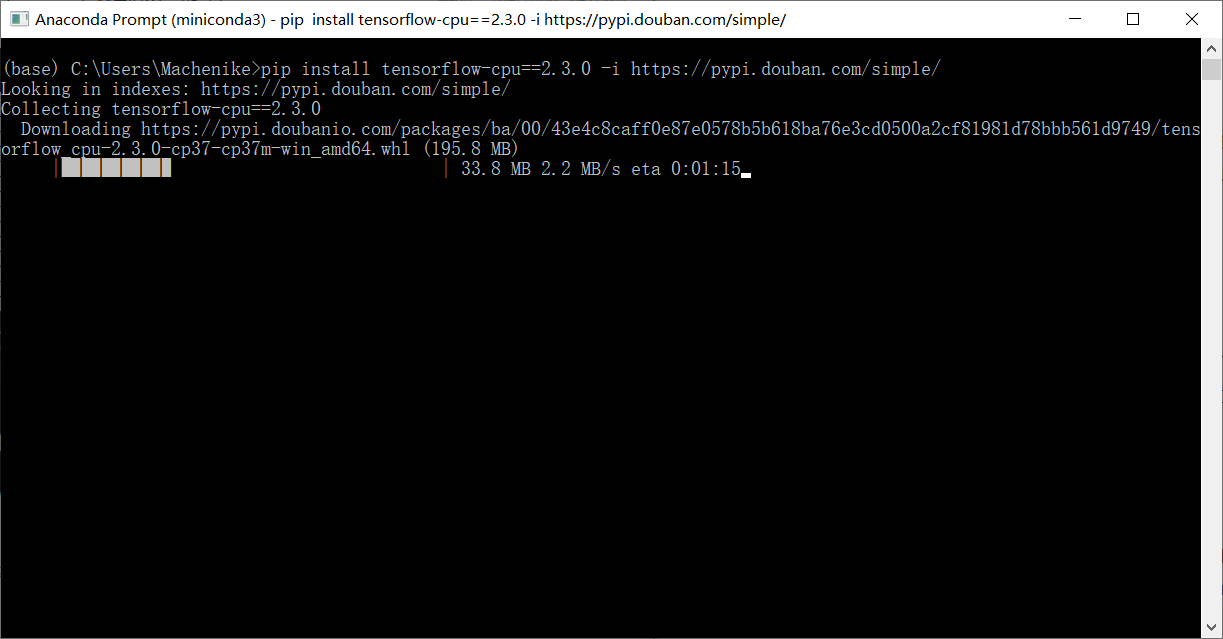 Anaconda Prompt (miniconda3) - pip  install tensorflow-cpu==2.3.0 -i https://pypi.douban.com/simple/
(base) C:\Users\Machenike>pip install tensorflow-cpu==2.3.0 -i https://pypi.douban.com/simple/
Looking in indexes: https://pypi.douban.com/simple/
Collecting tensorflow-cpu==2.3.0
  Downloading https://pypi.doubanio.com/packages/ba/00/43e4c8caff0e87e0578b5b618ba76e3cd0500a2cf81981d78bbb561d9749/tens
orflow_cpu-2.3.0-cp37-cp37m-win_amd64.whl (195.8 MB)
| 33.8 MB 2.2 MB/s eta 0:01:15